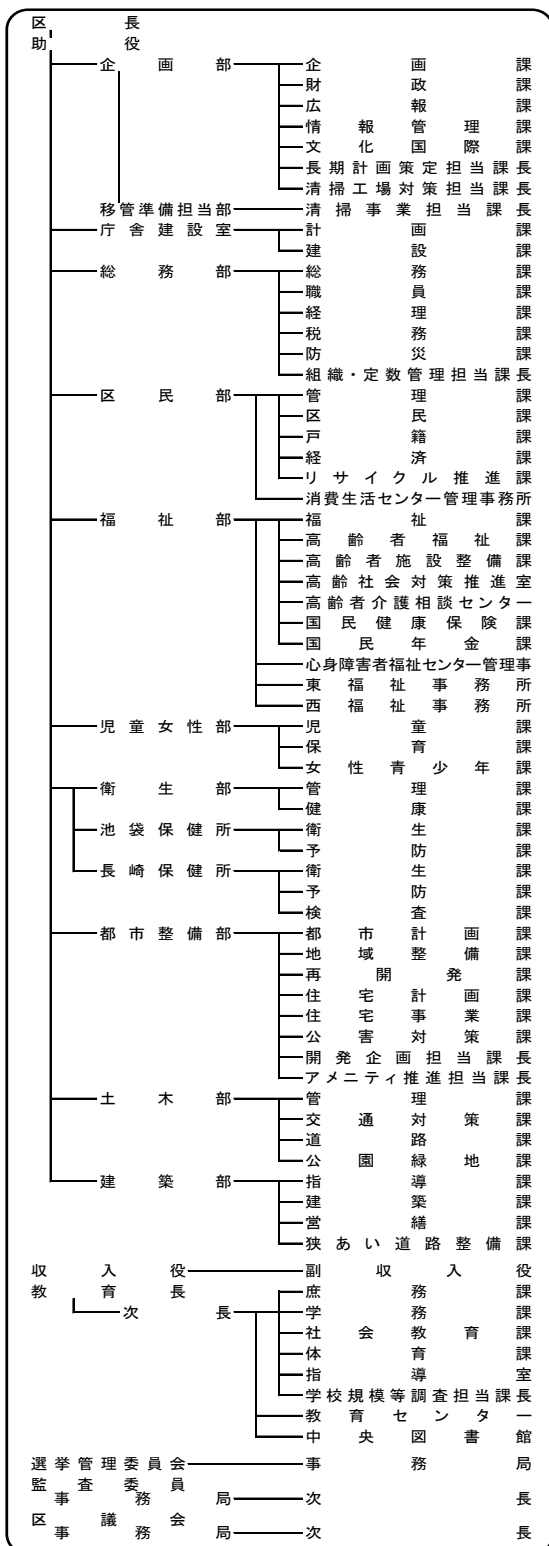 区長
助役
企画部 企画課
財政課
広報課
情報管理課
文化国際課
長期計画策定担当課長
清掃工場対策担当課長
移管準備担当部 清掃事業担当課長
庁舎建設室 計画課
建設課
総務部 総務課
職員課
経理課
税務課
防災課
組織・定数管理担当課長
区民部 管理課
区民課
戸籍課
経済課
リサイクル推進課
消費生活センター管理事務所
福祉部 福祉課
高齢者福祉課
高齢者施設整備課
高齢社会対策推進室
高齢者介護相談センター
国民健康保険課
国民年金課
心身障害者福祉センター管理事
東福祉事務所
西福祉事務所
児童女性部 児童課
保育課
女性青少年課
衛生部 管理課
健康課
池袋保健所 衛生課
予防課
長崎保健所 衛生課
予防課
検査課
都市整備部 都市計画課
地域整備課
再開発課
住宅計画課
住宅事業課
公害対策課
開発企画担当課長
アメニティ推進担当課長
土木部 管理課
交通対策課
道路課
公園緑地課
建築部 指導課
建築課
営繕課
狭あい道路整備課
収入役 副収入役
教育長 庶務課
次長 学務課
社会教育課
体育課
指導室
学校規模等調査担当課長
教育センター
中央図書館
選挙管理委員会 事務局
監査委員
事務局 次長
区議会
事務局 次長